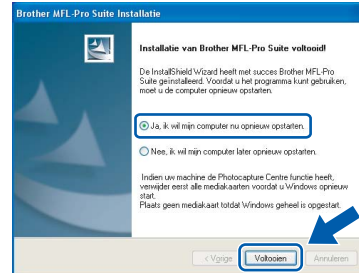 Brother MFL-Pro Suite Installatie
Installatie van Brother MFL-Pro Suite voltooid!
De InstallShield Wizard heeft met succes Brother MFL-Pro
Suite geïnstalleerd. Voordat u het programma kunt gebruiken,
moet u de computer opnieuw opstarten.
Ja, ik wil mijn computer nu opnieuw opstarten.
Nee, ik wil mijn computer later opnieuw opstarten.
Indien uw machine de Photocapture Centre functie heeft,
verwijder eerst alle mediakaarten voordat u Windows opnieuw
start.
Plaats geen mediakaart totdat Windows geheel is opgestart.
< Vorige Voltooien Annuleren